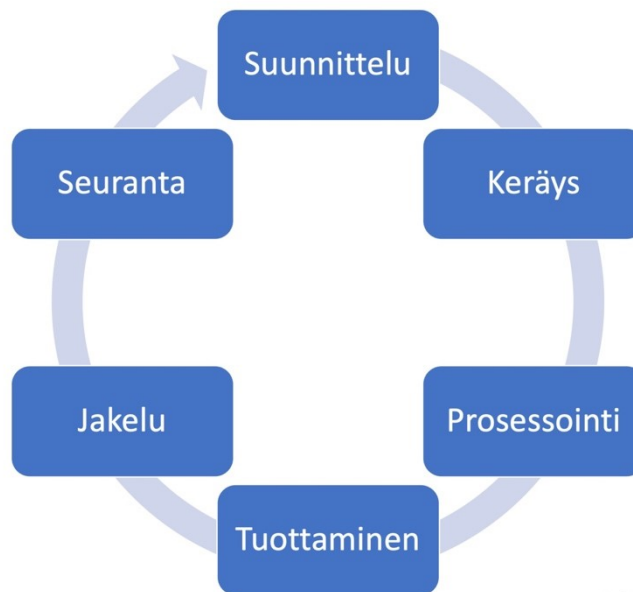 Suunnittelu
Keräys
Prosessointi
Tuottaminen
Jakelu
Seuranta